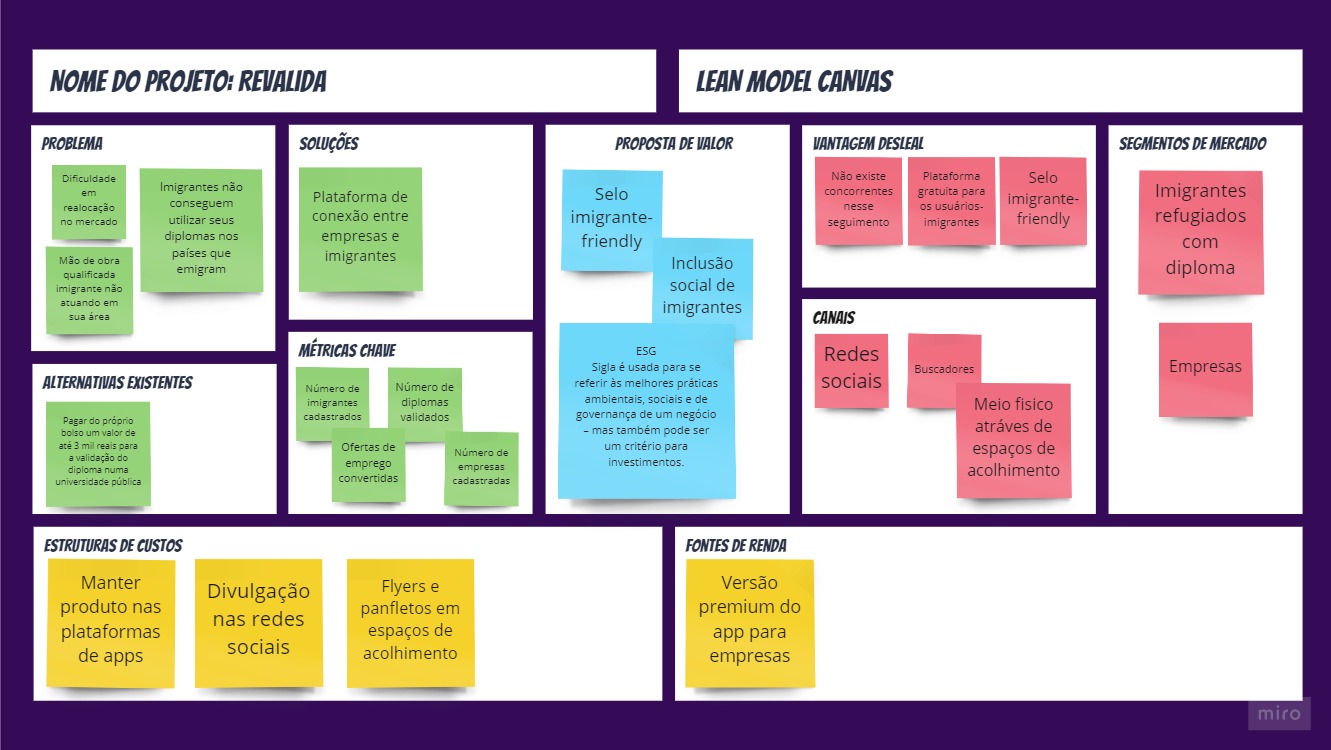 NOME DO PROJETO: REVALIDA
LEAN MODEL CANVAS
PROBLEMA
Dificuldade
em
realocação
no mercado
Imigrantes não
conseguem
utilizar seus
diplomas nos
países que
emigram
Mão de obra
qualificada
imigrante não
atuando em
sua área
ALTERNATIVAS EXISTENTES
Pagar do próprio
bolso um valor de
até 3 mil reais para
a validação do
diploma numa
universidade pública
SOLUÇÕES
Plataforma de
conexão entre
empresas e
imigrantes
MÉTRICAS CHAVE
Número de
imigrantes
cadastrados
Número de
diplomas
validados
Ofertas de
emprego
convertidas
Número de
empresas
cadastradas
PROPOSTA DE VALOR
Selo
imigrante-
friendly
Inclusão
social de
imigrantes
ESG
Sigla é usada para se
referir às melhores práticas
ambientais, sociais e de
governança de um negócio
– mas também pode ser
um critério para
investimentos.
VANTAGEM DESLEAL
Não existe
concorrentes
nesse
seguimento
Plataforma
gratuita para
os usuários-
imigrantes
Selo
imigrante-
friendly
CANAIS
Redes
sociais
Buscadores
Meio fisico
atráves de
espaços de
acolhimento
SEGMENTOS DE MERCADO
Imigrantes
refugiados
com
diploma
Empresas
ESTRUTURAS DE CUSTOS
Manter
produto nas
plataformas
de apps
Divulgação
nas redes
sociais
Flyers e
panfletos em
espaços de
acolhimento
FONTES DE RENDA
Versão
premium do
app para
empresas
miro